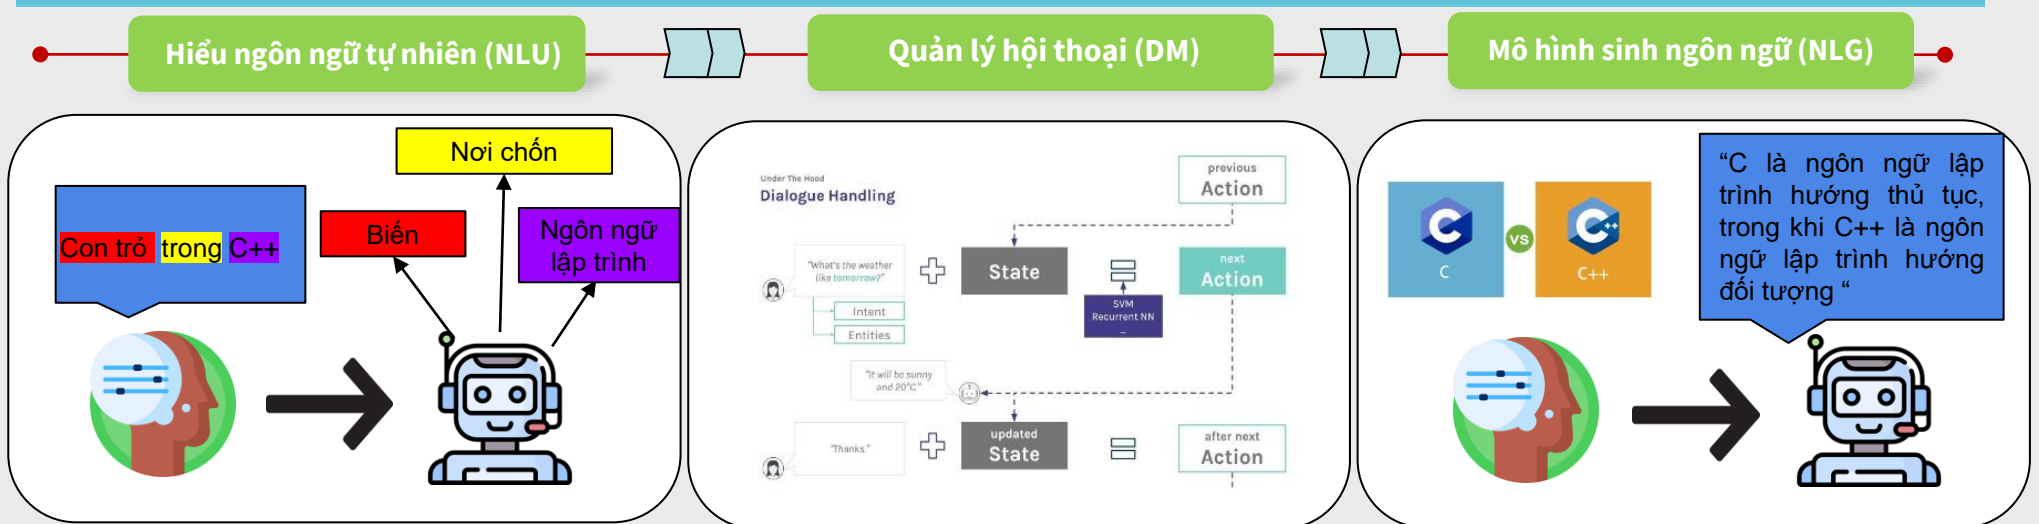 Hiểu ngôn ngữ tự nhiên (NLU)
Quản lý hội thoại (DM)
Mô hình sinh ngôn ngữ (NLG)
Nơi chốn
Biến
Ngôn ngữ
lập trình
Con trỏ trong C++
Under The Hood
Dialogue Handling
previous
Action
"What's the weather
like tomorrow?"
State
next
Action
SVM
Recurrent NN
...
Intent
Entities
"It will be sunny
and 20°C."
"Thanks."
updated
State
after next
Action
C
C
VS
C++
C
C++
“C là ngôn ngữ lập
trình hướng thủ tục,
trong khi C++ là ngôn
ngữ lập trình hướng
đối tượng “